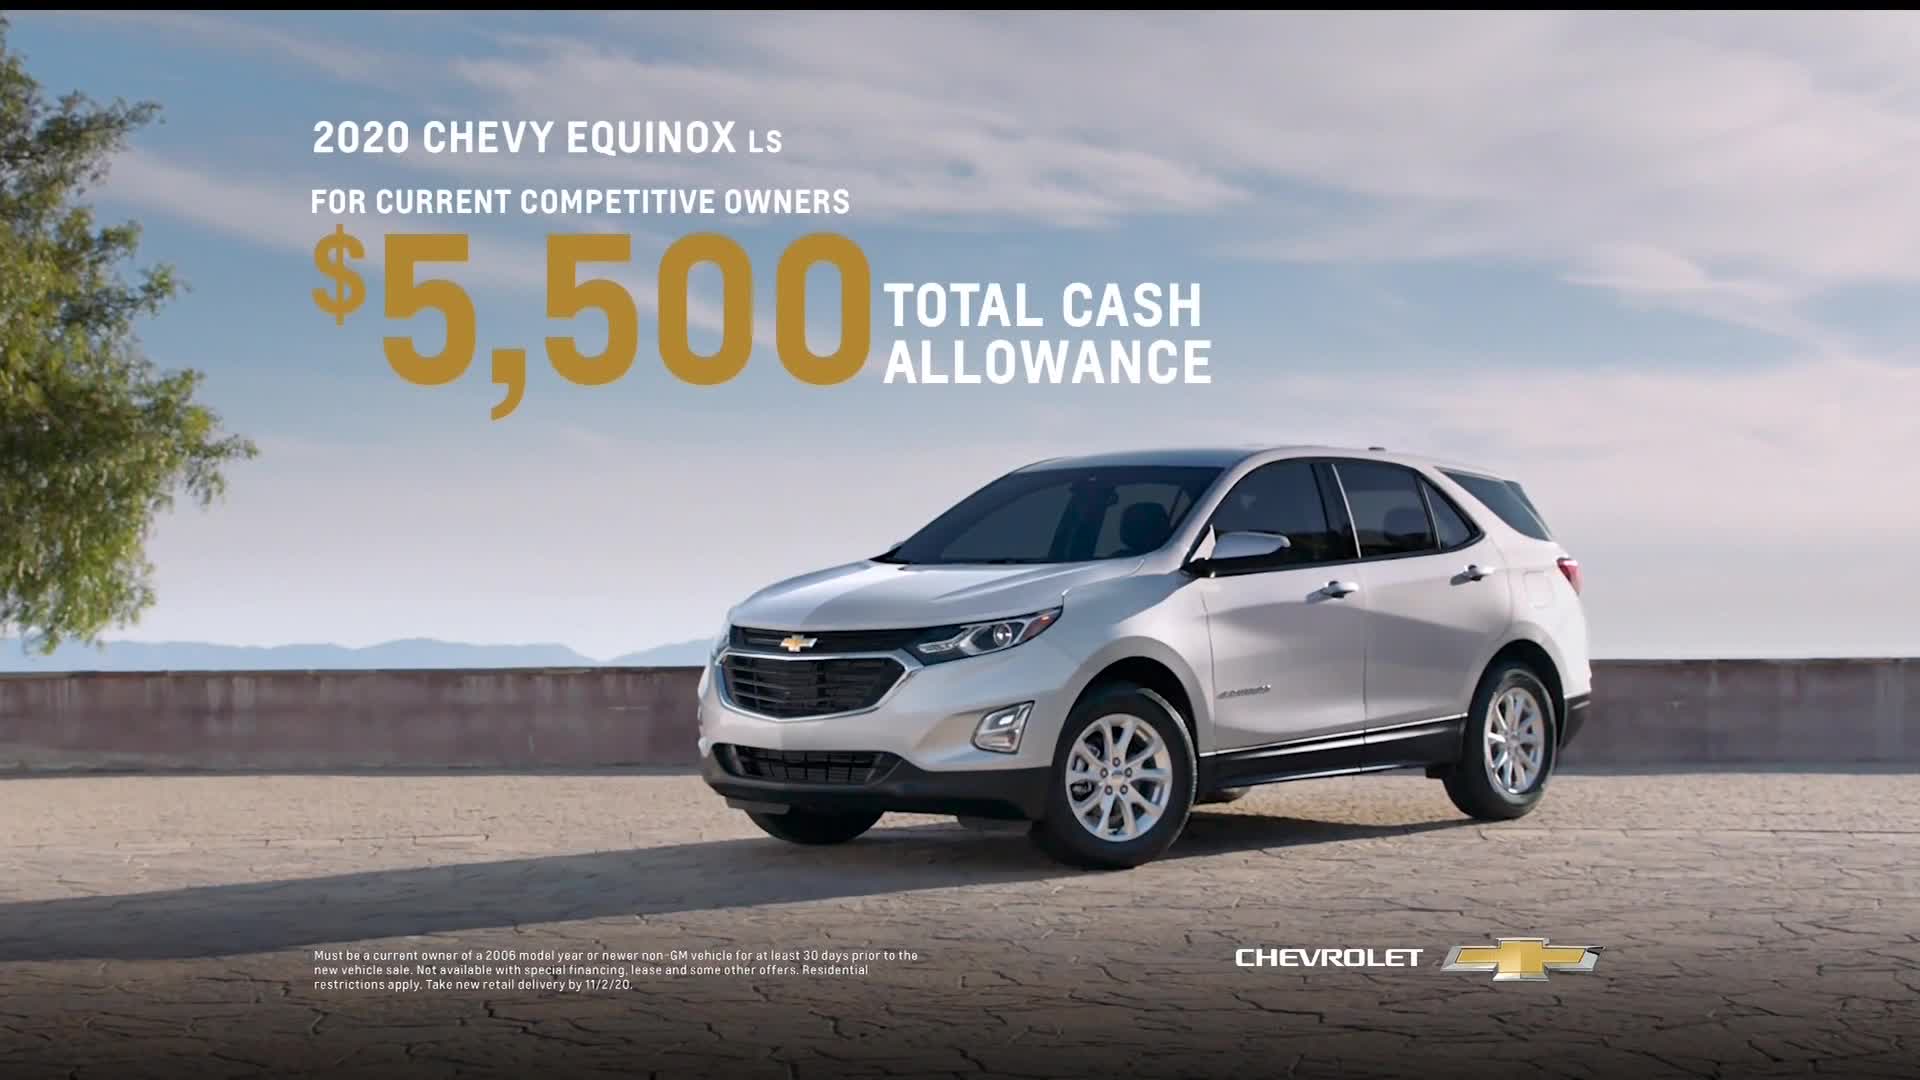 2020 CHEVY EQUINOX LS
FOR CURRENT COMPETITIVE OWNERS
$5,500 TOTAL CASH
ALLOWANCE
Must be a current owner of a 2006 model year or newer non-GM vehicle for at least 30 days prior to the
new vehicle sale. Not available with special financing, lease and some other offers. Residential
restrictions apply. Take new retail delivery by 11/2/20.
CHEVROLET